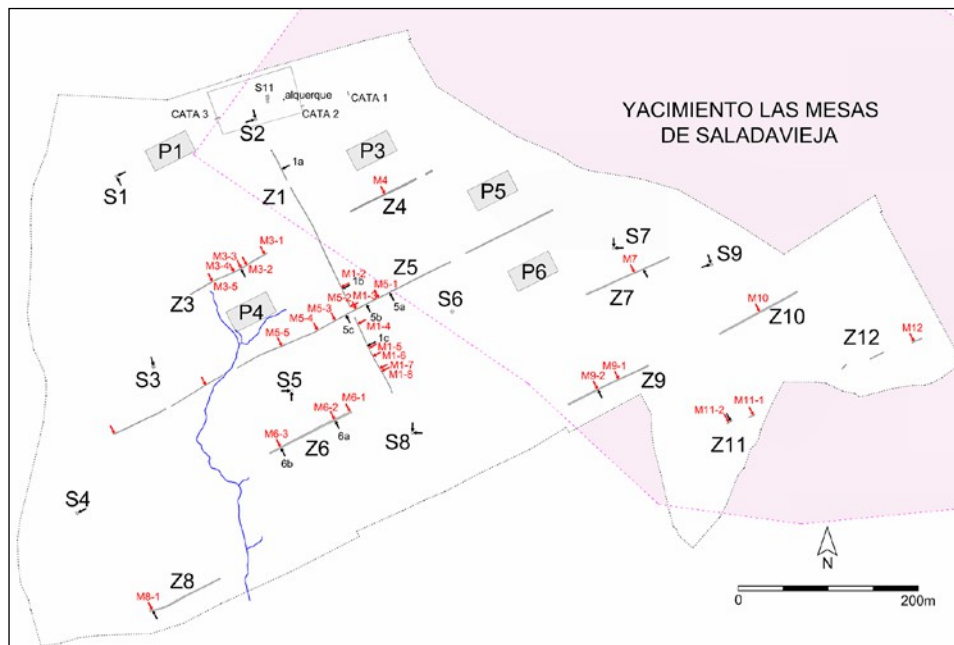 S11
alquerque
CATA 1
CATA 3
CATA 2
S2
YACIMIENTO LAS MESAS
DE SALADAVIEJA
P1
P3
1a
S1
Z1
M4
Z4
P5
S7
S9
M3-1
M3-3
M3-4
M3-2
M3-5
Z3
M1-2
1b
Z5
P6
M7
Z7
M5-1
M5-2
M1-3
5a
5b
5c
M5-3
M5-4
S6
P4
M5-5
M1-4
1c
M1-5
M1-6
M1-7
M1-8
M10
Z10
Z12
M12
S3
S5
M9-1
M9-2
Z9
M6-1
M6-2
M6-3
6a
Z6
6b
S8
M11-1
M11-2
Z11
S4
Z8
M8-1
N
0
200m